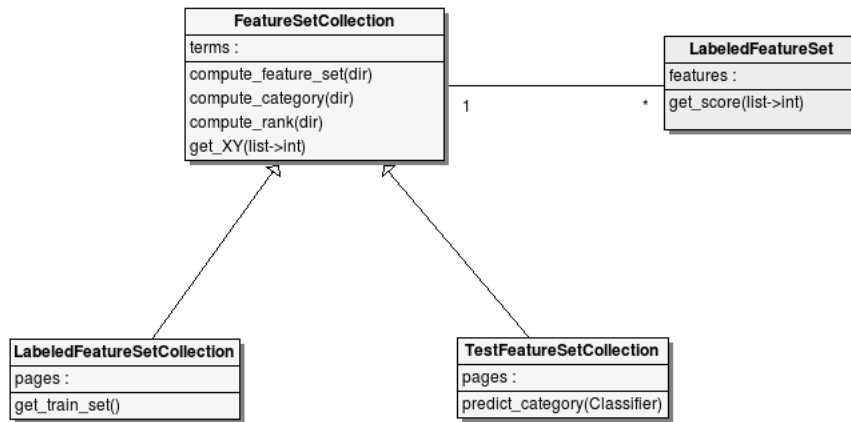 FeatureSetCollection
terms :
compute_feature_set(dir)
compute_category(dir)
compute_rank(dir)
get_XY(list->int)
1
*
LabeledFeatureSet
features :
get_score(list->int)
LabeledFeatureSetCollection
pages :
get_train_set()
TestFeatureSetCollection
pages :
predict_category(Classifier)